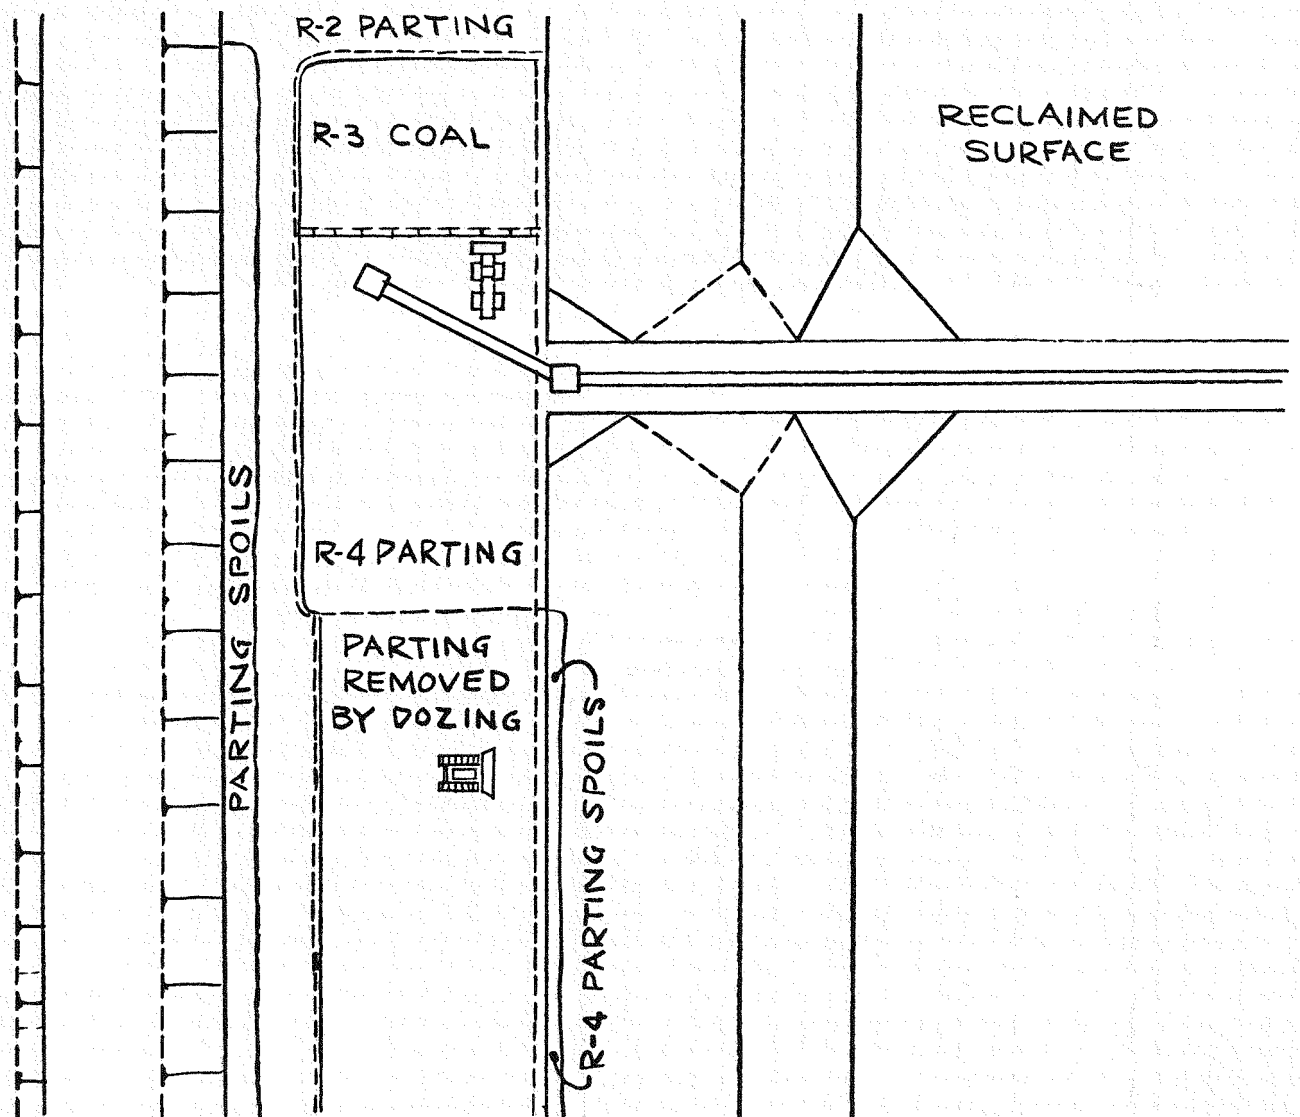 R-2 PARTING
R-3 COAL
RECLAIMED
SURFACE
PARTING SPOILS
R-4 PARTING
PARTING
REMOVED
BY DOZING
R-4 PARTING SPOILS